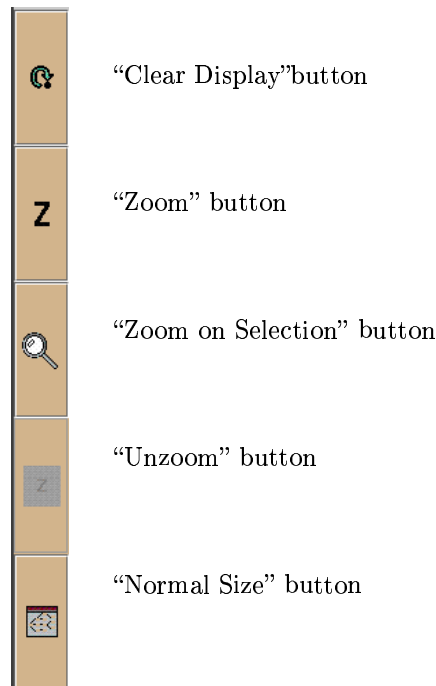 “Clear Display”button
Z
“Zoom” button
“Zoom on Selection” button
“Unzoom” button
Z
“Normal Size” button